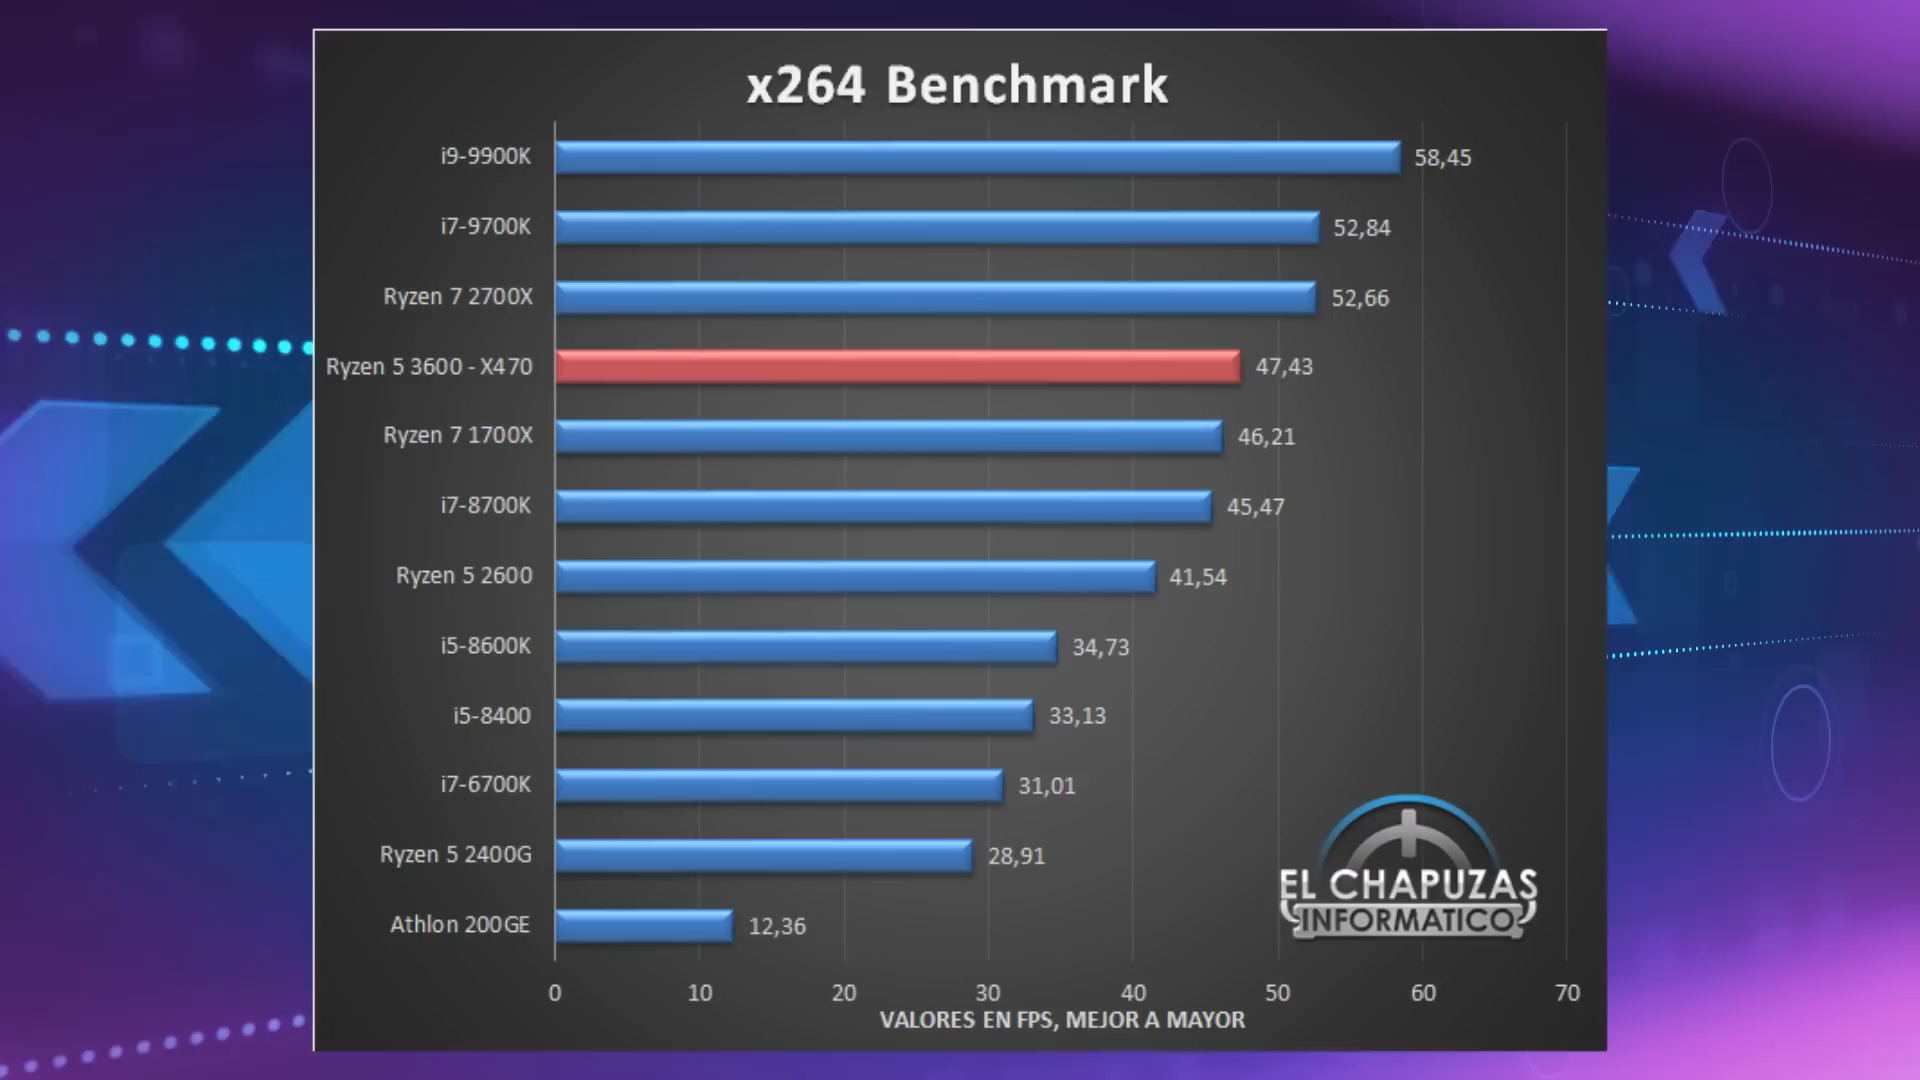 x264 Benchmark
i9-9900K 58,45
i7-9700K 52,84
Ryzen 7 2700X 52,66
Ryzen 5 3600 - X470 47,43
Ryzen 7 1700X 46,21
i7-8700K 45,47
Ryzen 5 2600 41,54
i5-8600K 34,73
i5-8400 33,13
i7-6700K 31,01
Ryzen 5 2400G 28,91
Athlon 200GE 12,36
0 10 20 30 40 50 60 70
VALORES EN FPS, MEJOR A MAYOR
EL CHAPUZAS
INFORMATICO